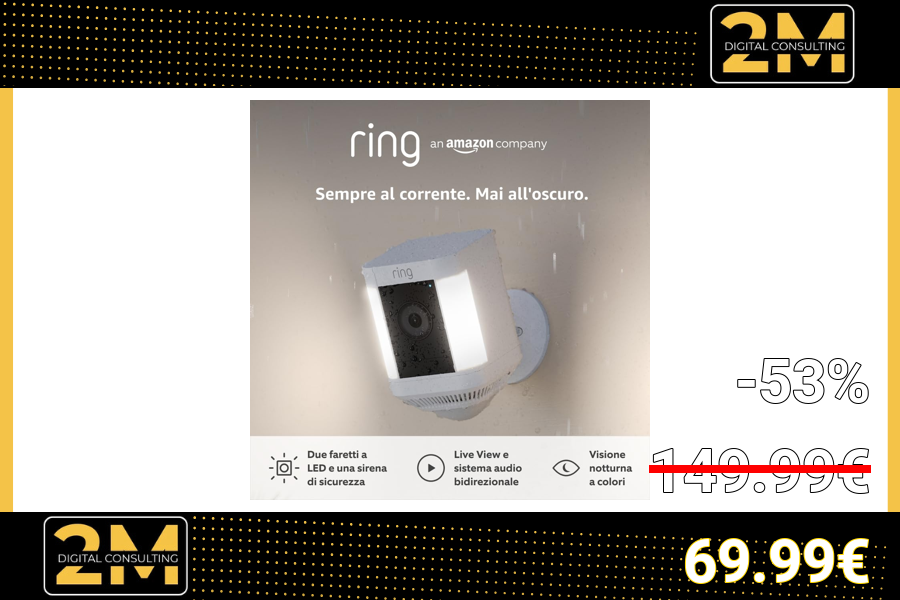 2M
DIGITAL CONSULTING
ring an amazon company
Sempre al corrente. Mai all'oscuro.
ring
-53%
Due faretti a
LED e una sirena
di sicurezza
Live View e
sistema audio
bidirezionale
Visione
notturna
a colori
149.99€
2M
DIGITAL CONSULTING
69.99€